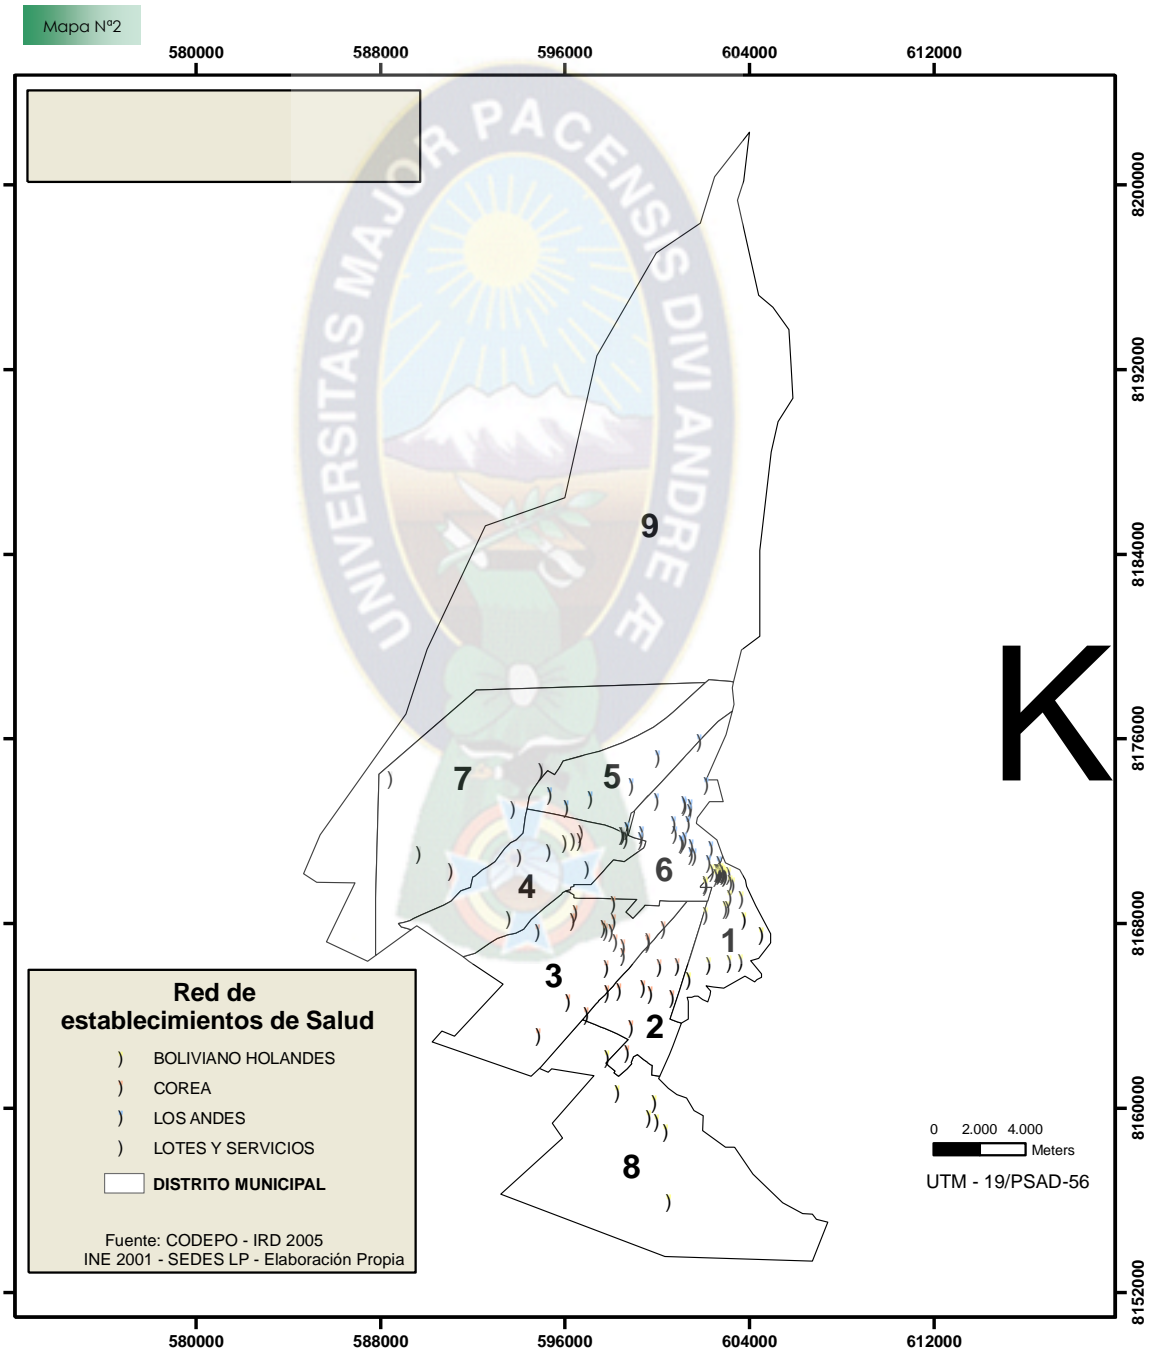 Mapa Nª2
580000 588000 596000 604000 612000
UNIVERSITAS MAJOR PACENSIS DIVI ANDRE Æ
8200000
8192000
8184000
8176000
8168000
8160000
8152000
K
9
7
5
6
4
1
3
2
8
Red de
establecimientos de Salud
) BOLIVIANO HOLANDES
) COREA
) LOS ANDES
) LOTES Y SERVICIOS
DISTRITO MUNICIPAL
Fuente: CODEPO - IRD 2005
INE 2001 - SEDES LP - Elaboración Propia
0 2.000 4.000
Meters
UTM - 19/PSAD-56
580000 588000 596000 604000 612000